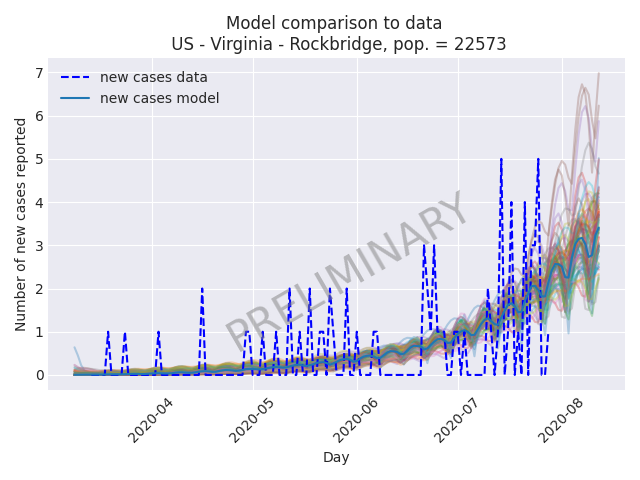 Model comparison to data
US - Virginia - Rockbridge, pop. = 22573
Number of new cases reported
7
6
5
4
3
2
1
0
new cases data
new cases model
PRELIMINARY
2020-04
2020-05
2020-06
2020-07
2020-08
Day